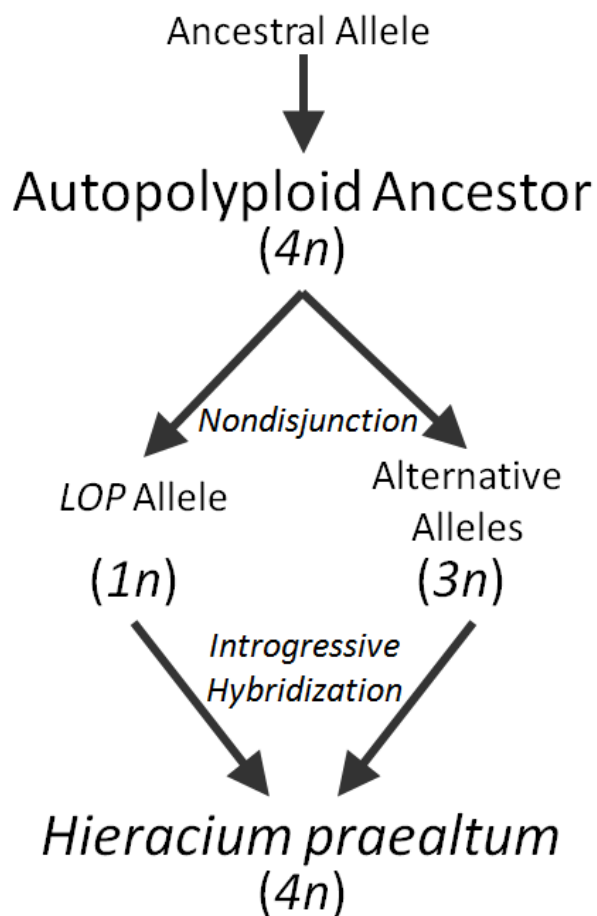 Ancestral Allele
Autopolyploid Ancestor
(4n)
Nondisjunction
LOP Allele
(1n)
Alternative
Alleles
(3n)
Introgressive
Hybridization
Hieracium praealtum
(4n)